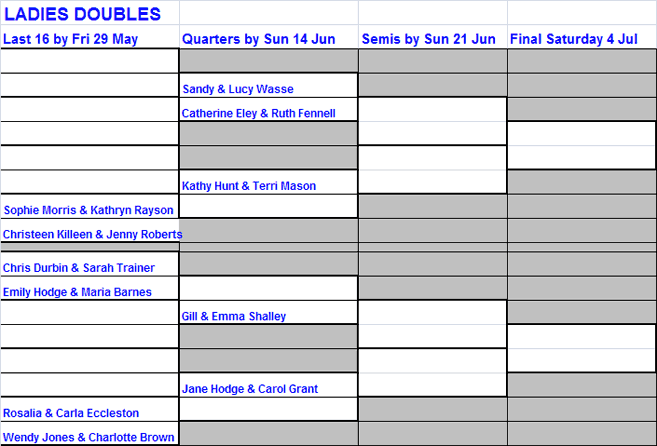 LADIES DOUBLES
Last 16 by Fri 29 May Quarters by Sun 14 Jun Semis by Sun 21 Jun Final Saturday 4 Jul
Sandy & Lucy Wasse
Catherine Eley & Ruth Fennell
Kathy Hunt & Terri Mason
Sophie Morris & Kathryn Rayson
Christeen Killeen & Jenny Roberts
Chris Durbin & Sarah Trainer
Emily Hodge & Maria Barnes
Gill & Emma Shalley
Jane Hodge & Carol Grant
Rosalia & Carla Eccleston
Wendy Jones & Charlotte Brown